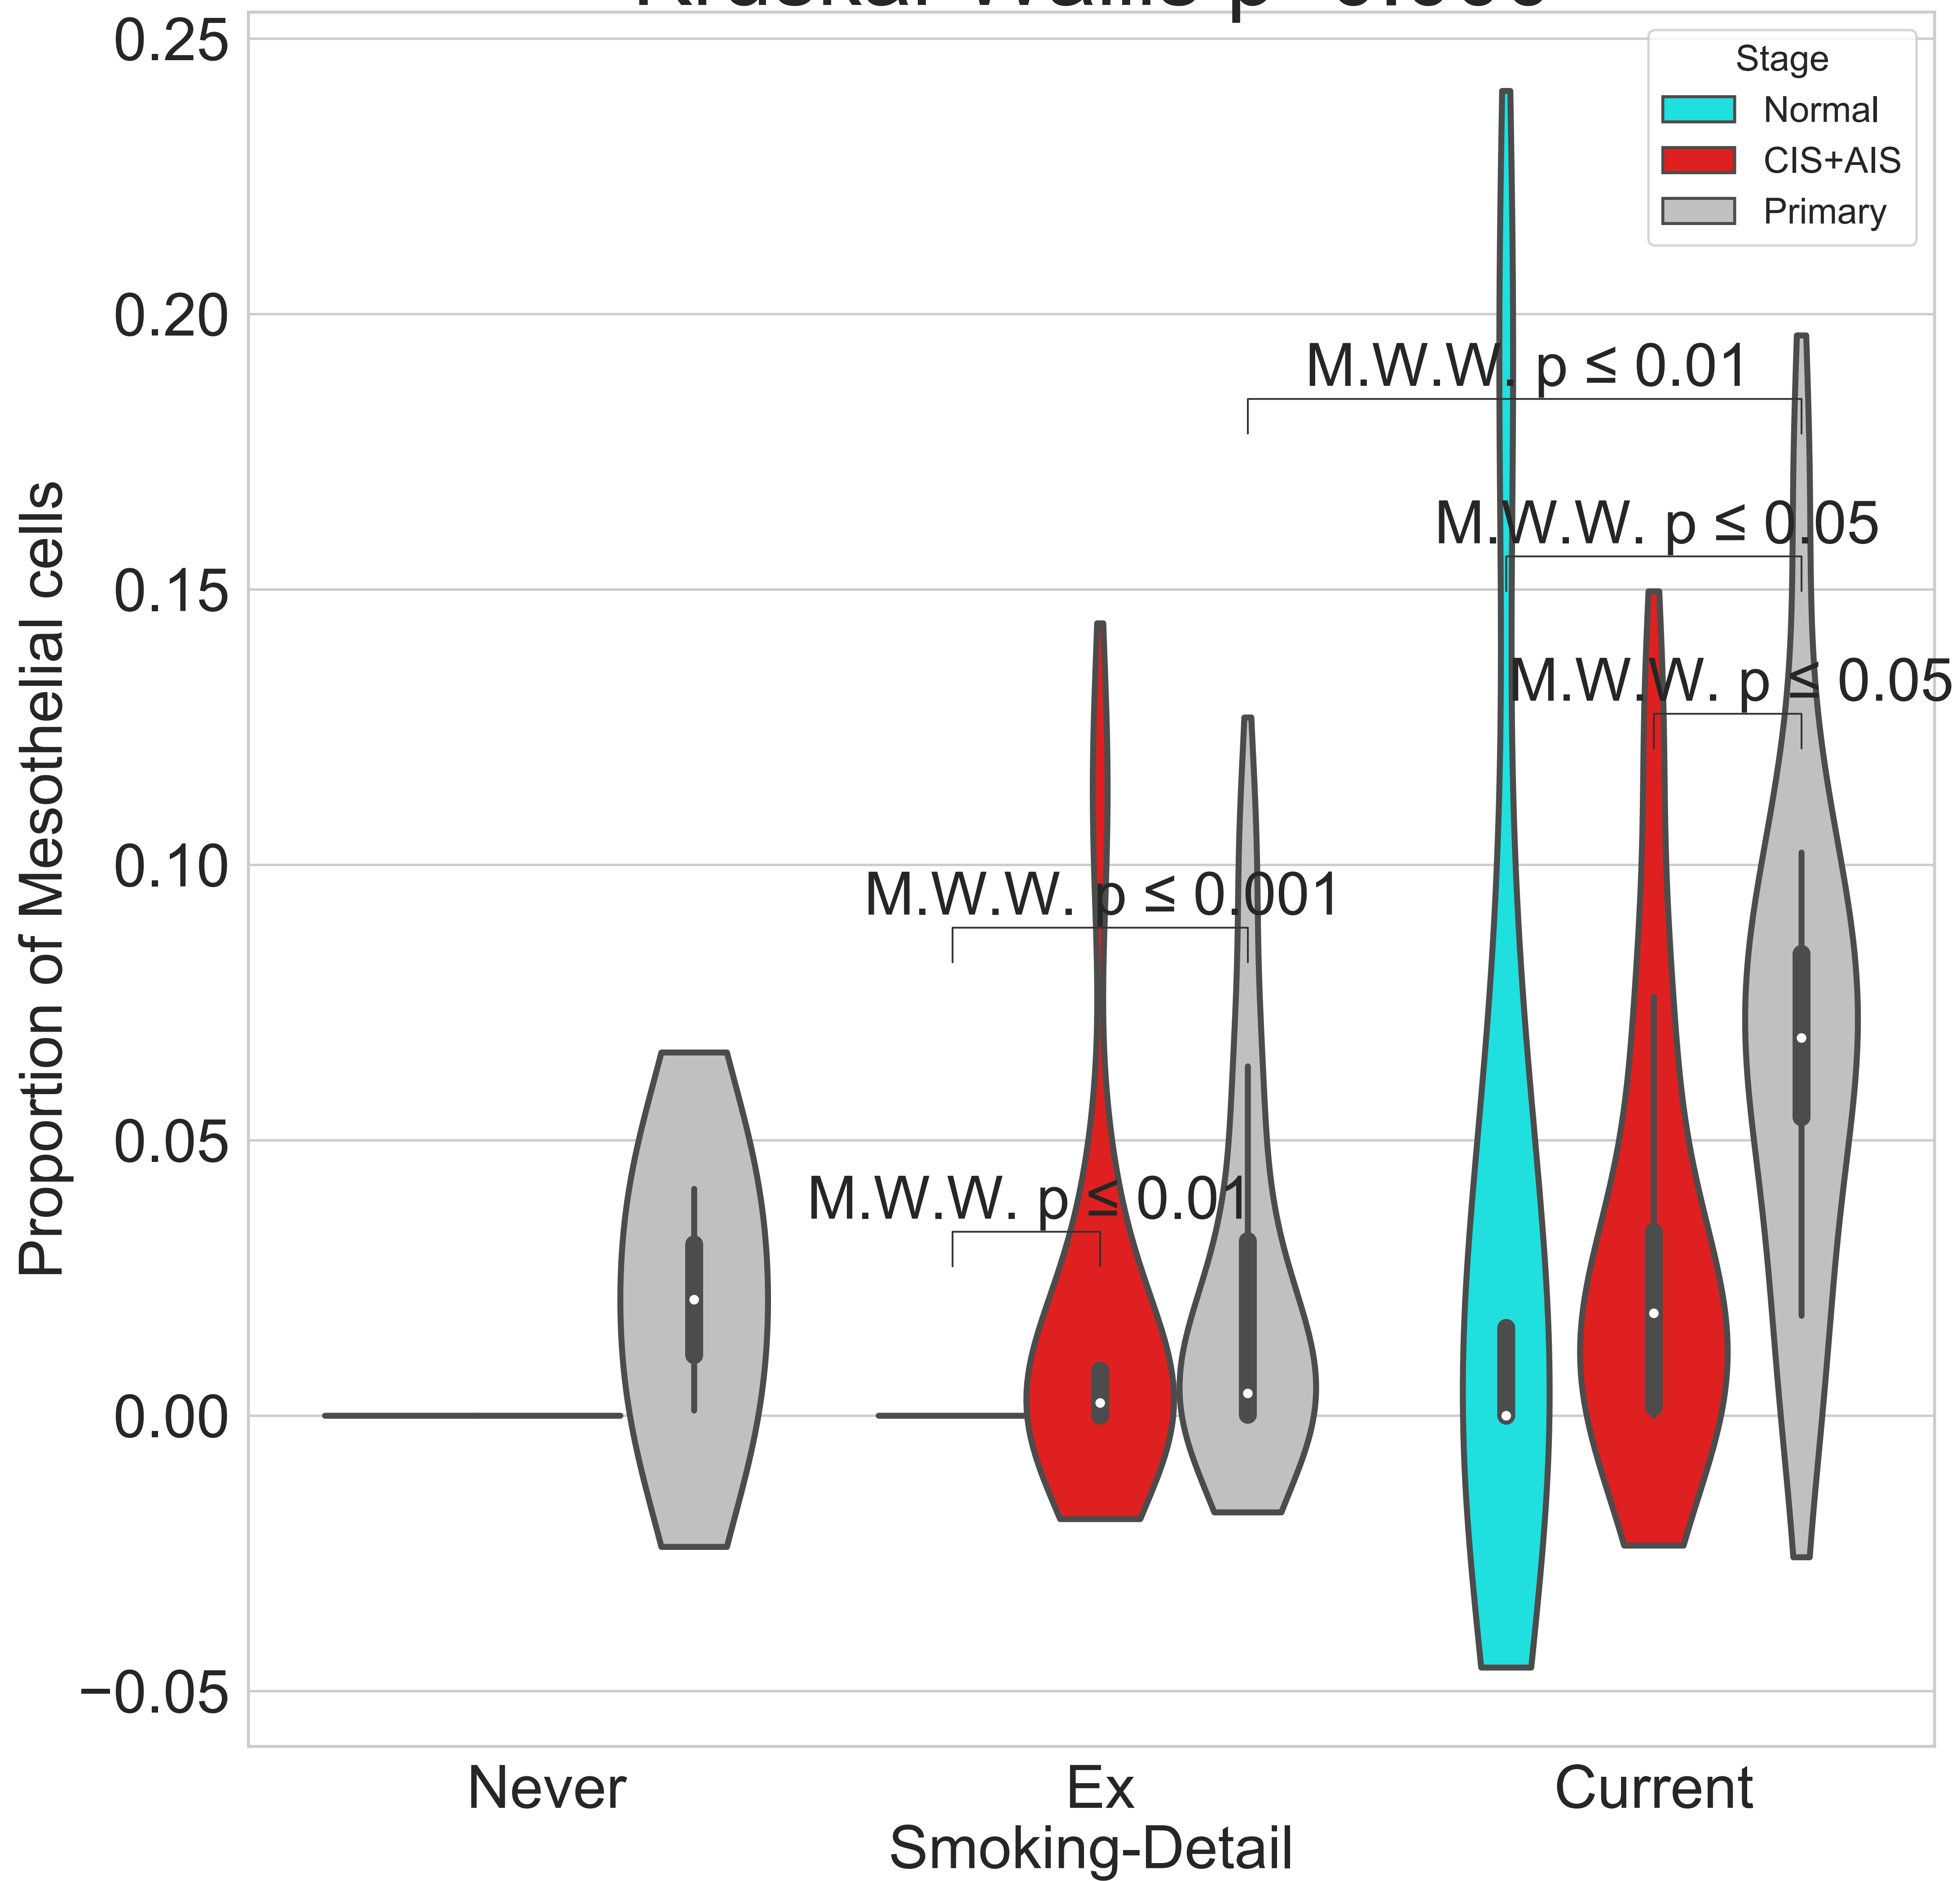 0.25
0.20
0.15
0.10
0.05
0.00
−0.05
Proportion of Mesothelial cells
Stage
Normal
CIS+AIS
Primary
M.W.W. p ≤ 0.01
M.W.W. p ≤ 0.05
M.W.W. p ≤ 0.05
M.W.W. p ≤ 0.001
M.W.W. p ≤ 0.01
Never
Ex
Current
Smoking-Detail